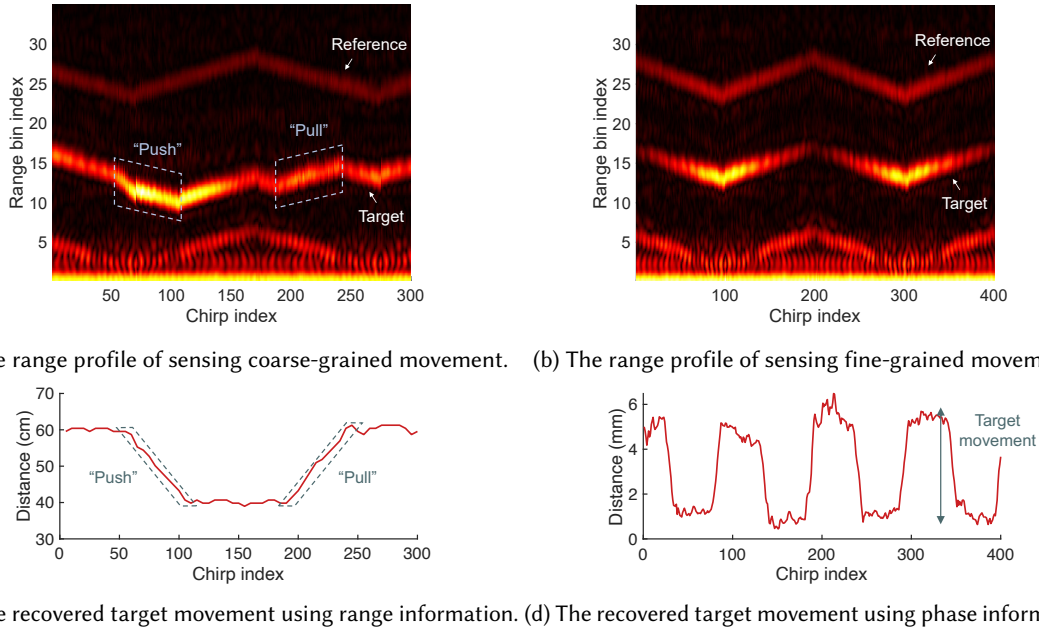 35
30
25
20
15
10
5
Range bin index
Reference
"Push"
"Pull"
Target
50 100 150 200 250 300
Chirp index
35
30
25
20
15
10
5
Range bin index
Reference
Target
100 200 300 400
Chirp index
e range profile of sensing coarse-grained movement. (b) The range profile of sensing fine-grained movem
70
60
50
40
30
Distance (cm)
"Push"
"Pull"
0 50 100 150 200 250 300
Chirp index
6
4
2
0
Distance (mm)
Target
movement
0 100 200 300 400
Chirp index
e recovered target movement using range information. (d) The recovered target movement using phase inform